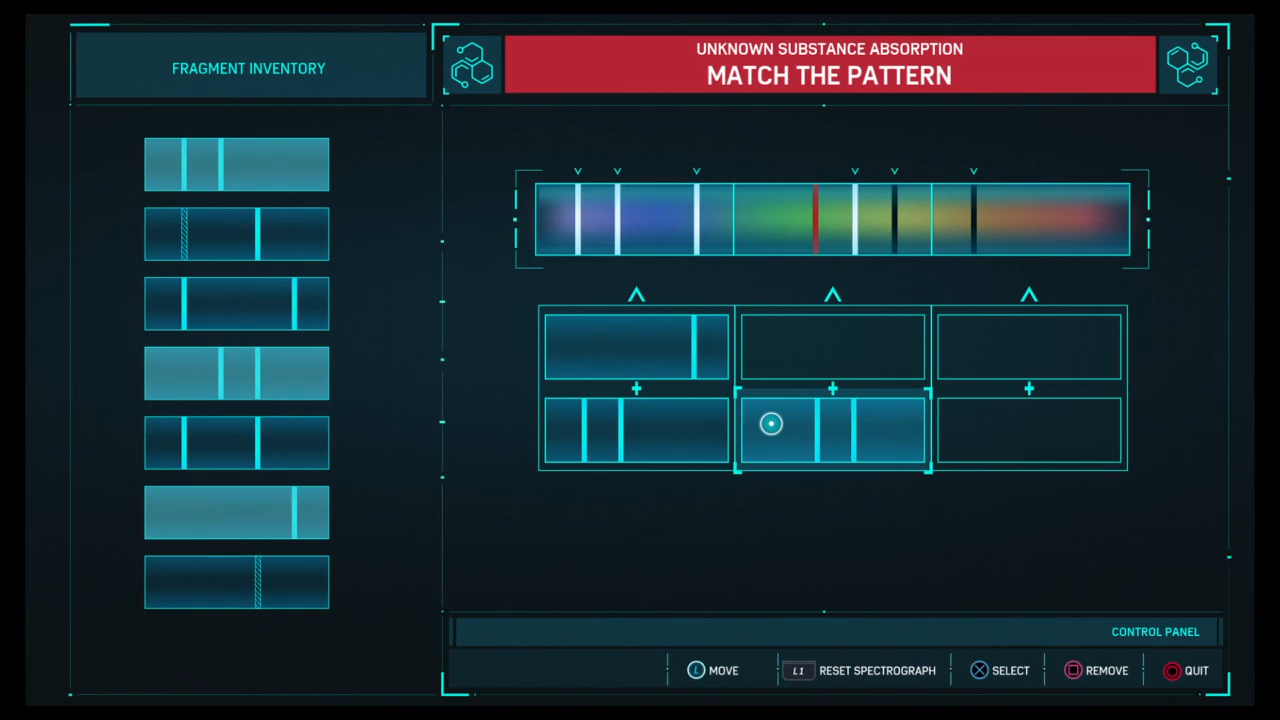 FRAGMENT INVENTORY
UNKNOWN SUBSTANCE ABSORPTION
MATCH THE PATTERN
CONTROL PANEL
L MOVE
L1 RESET SPECTROGRAPH
SELECT
REMOVE
QUIT